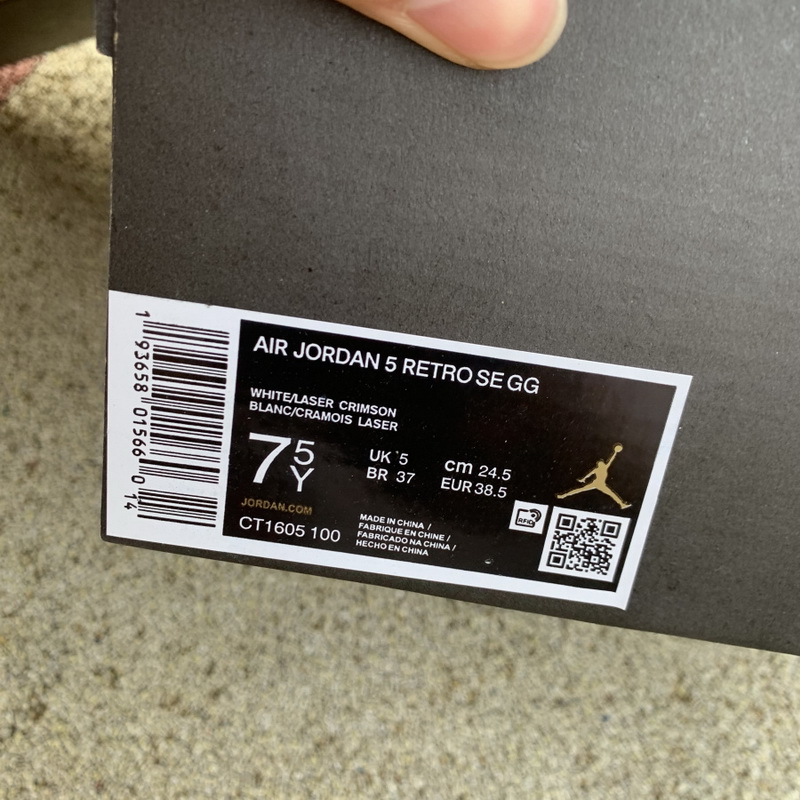 AIR JORDAN 5 RETRO SE GG
WHITE/LASER CRIMSON
BLANC/CRAMOIS LASER
7 5 Y
UK 5
BR 37
cm 24.5
EUR 38.5
JORDAN.COM
CT1605 100
MADE IN CHINA /
FABRIQUE EN CHINE /
FABRICADO NA CHINA /
HECHO EN CHINA
RFID
1 93658 01566 0 14